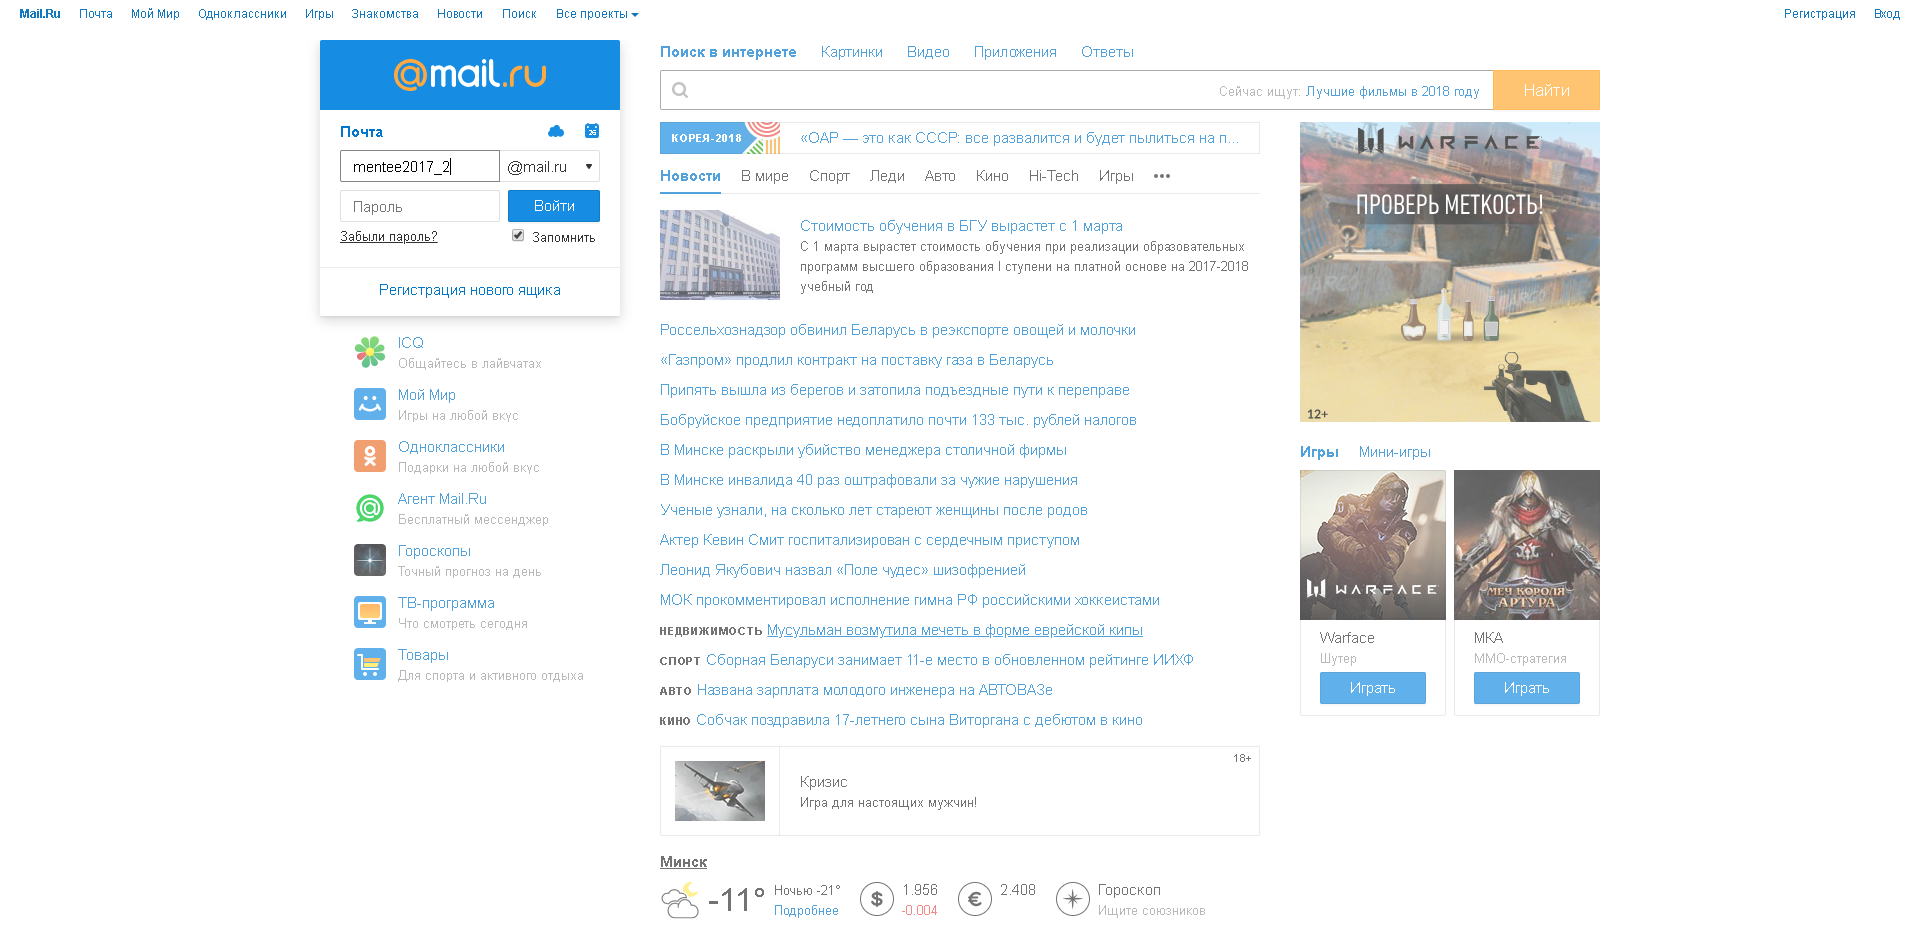 Mail.Ru Почта Мой Мир Одноклассники Игры Знакомства Новости Поиск Все проекты Регистрация Вход
@mail.ru
Почта
26
mentee2017_2 @mail.ru
Пароль Войти
Забыли пароль? Запомнить
Регистрация нового ящика
ICQ
Общайтесь в лайвчатах
Мой Мир
Игры на любой вкус
Одноклассники
Подарки на любой вкус
Агент Mail.Ru
Бесплатный мессенджер
Гороскопы
Точный прогноз на день
ТВ-программа
Что смотреть сегодня
Товары
Для спорта и активного отдыха
Поиск в интернете Картинки Видео Приложения Ответы
Сейчас ищут: Лучшие фильмы в 2018 году Найти
КОРЕЯ-2018 «ОАР — это как СССР: все развалится и будет пылиться на п...
Новости В мире Спорт Леди Авто Кино Hi-Tech Игры •••
Стоимость обучения в БГУ вырастет с 1 марта
С 1 марта вырастет стоимость обучения при реализации образовательных
программ высшего образования I ступени на платной основе на 2017-2018
учебный год
Россельхознадзор обвинил Беларусь в реэкспорте овощей и молочки
«Газпром» продлил контракт на поставку газа в Беларусь
Припять вышла из берегов и затопила подъездные пути к переправе
Бобруйское предприятие недоплатило почти 133 тыс. рублей налогов
В Минске раскрыли убийство менеджера столичной фирмы
В Минске инвалида 40 раз оштрафовали за чужие нарушения
Ученые узнали, на сколько лет стареют женщины после родов
Актер Кевин Смит госпитализирован с сердечным приступом
Леонид Якубович назвал «Поле чудес» шизофренией
МОК прокомментировал исполнение гимна РФ российскими хоккеистами
НЕДВИЖИМОСТЬ Мусульман возмутила мечеть в форме еврейской кипы
СПОРТ Сборная Беларуси занимает 11-е место в обновленном рейтинге ИИХФ
АВТО Названа зарплата молодого инженера на АВТОВАЗе
КИНО Собчак поздравила 17-летнего сына Виторгана с дебютом в кино
18+
Кризис
Игра для настоящих мужчин!
Минск
-11° Ночью -21° $ 1.956 € 2.408 Гороскоп
Подробнее -0.004 Ищите союзников
WARFACE
ПРОВЕРЬ МЕТКОСТЬ!
12+
Игры Мини-игры
WARFACE
МЕЧ КОРОЛЯ
АРТУРА
Warface МКА
Шутер ММО-стратегия
Играть Играть